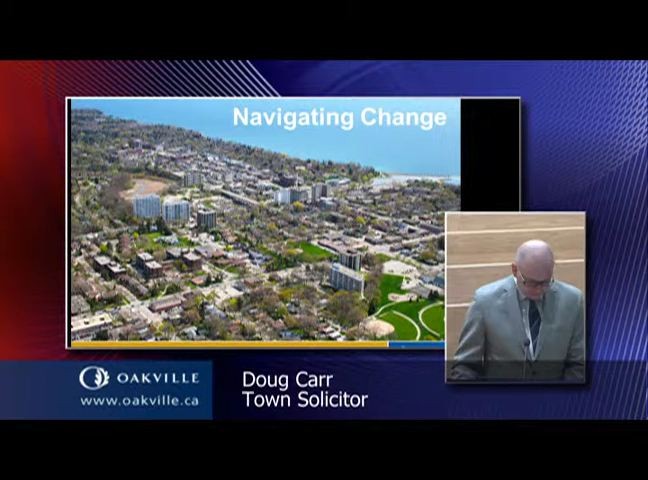 Navigating Change
OAKVILLE
www.oakville.ca
Doug Carr
Town Solicitor